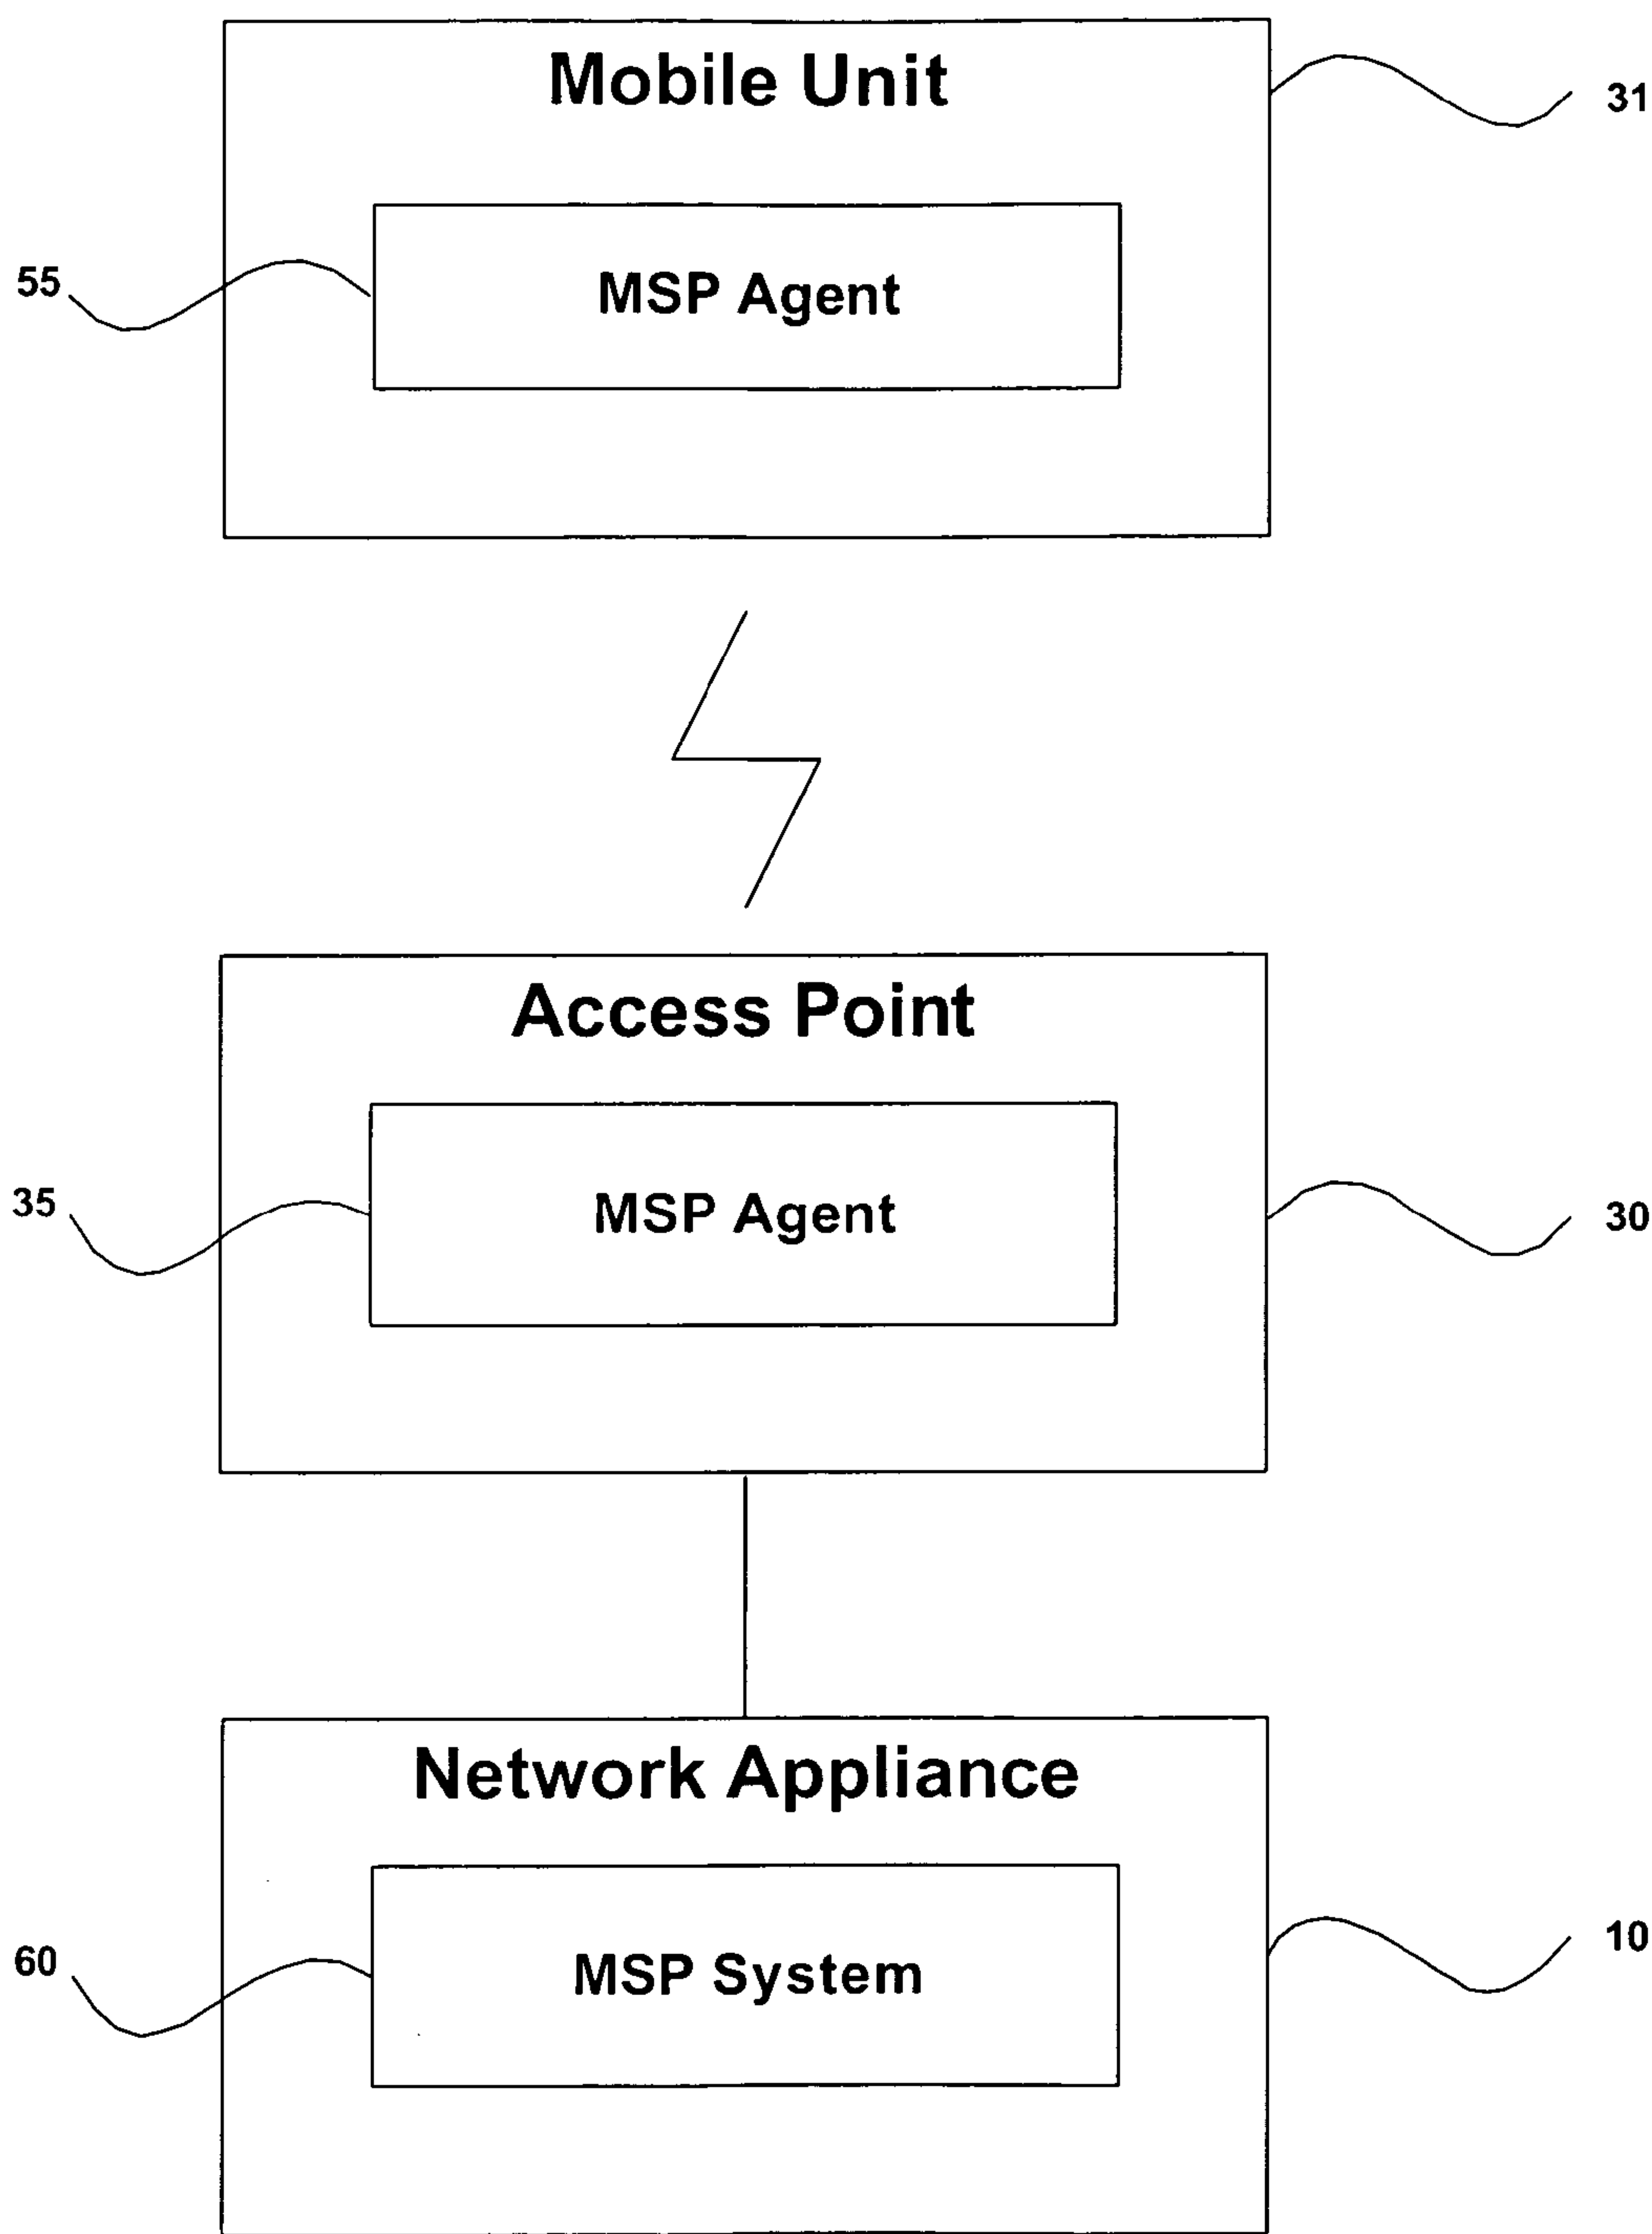 Mobile Unit
31
55
MSP Agent
Access Point
35
MSP Agent
30
Network Appliance
60
MSP System
10